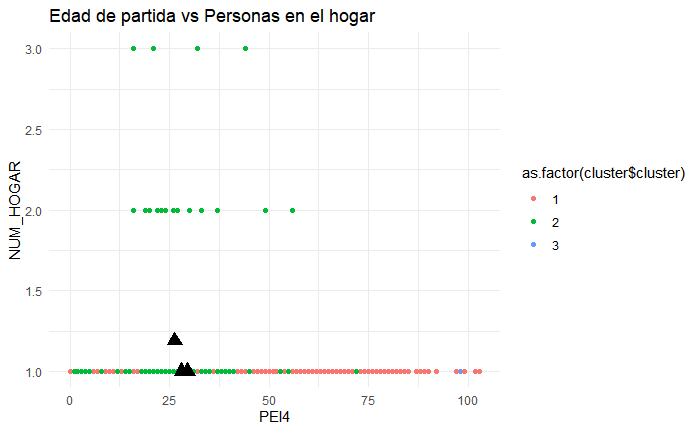 Edad de partida vs Personas en el hogar
3.0
2.5
2.0
1.5
1.0
NUM_HOGAR
0 25 50 75 100
PEI4
as.factor(cluster$cluster)
1
2
3